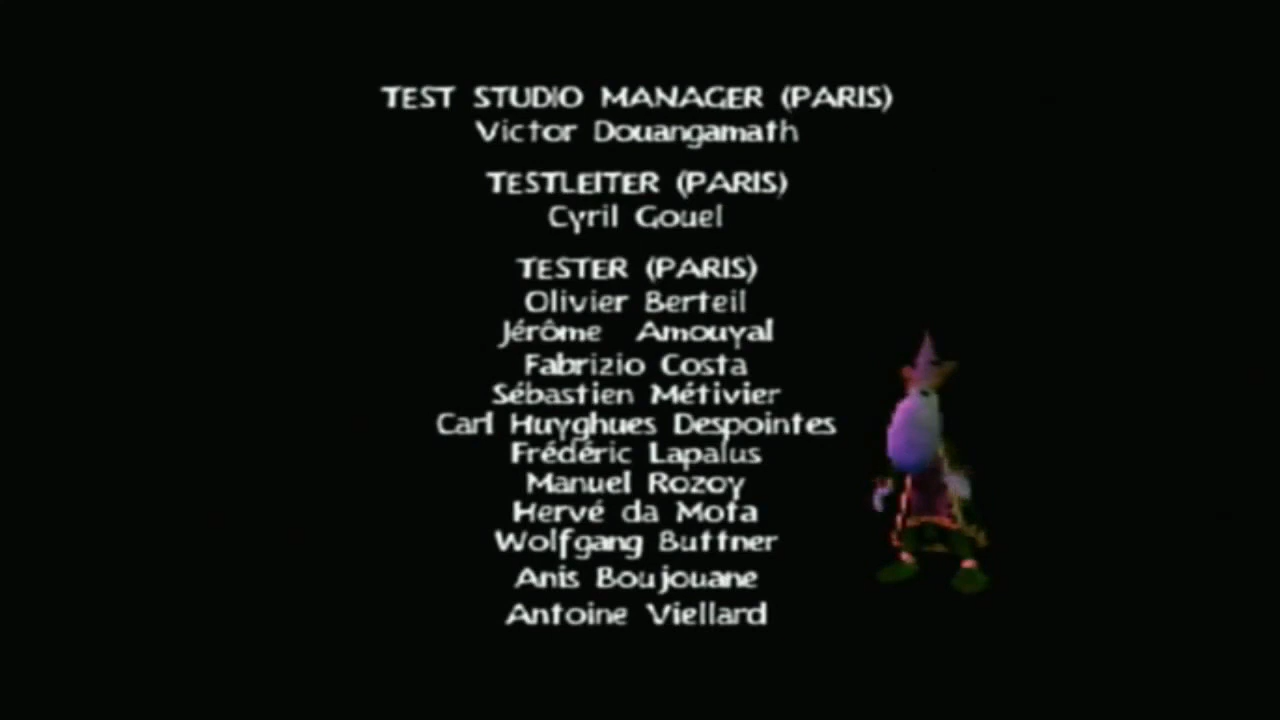 TEST STUDIO MANAGER (PARIS)
Victor Douangamath
TESTLEITER (PARIS)
Cyril Gouel
TESTER (PARIS)
Olivier Berteil
Jérôme Amouyal
Fabrizio Costa
Sébastien Métivier
Carl Huyghues Despointes
Frédéric Lapalus
Manuel Rozoy
Hervé da Mota
Wolfgang Buttner
Anis Boujouane
Antoine Viellard